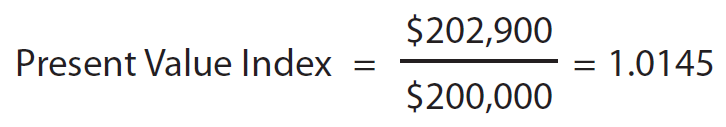 $202,900
Present Value Index = = 1.0145
$200,000